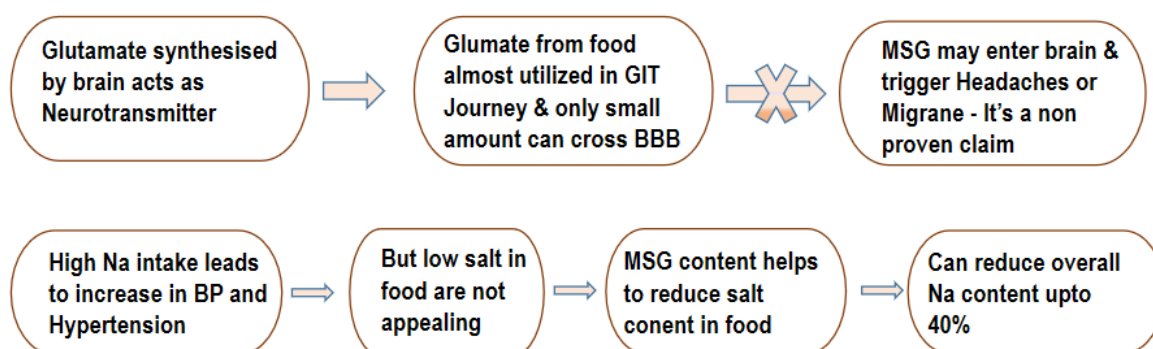 Glutamate synthesised
by brain acts as
Neurotransmitter
Glumate from food
almost utilized in GIT
Journey & only small
amount can cross BBB
MSG may enter brain &
trigger Headaches or
Migrane - It's a non
proven claim
High Na intake leads
to increase in BP and
Hypertension
But low salt in
food are not
appealing
MSG content helps
to reduce salt
conent in food
Can reduce overall
Na content upto
40%